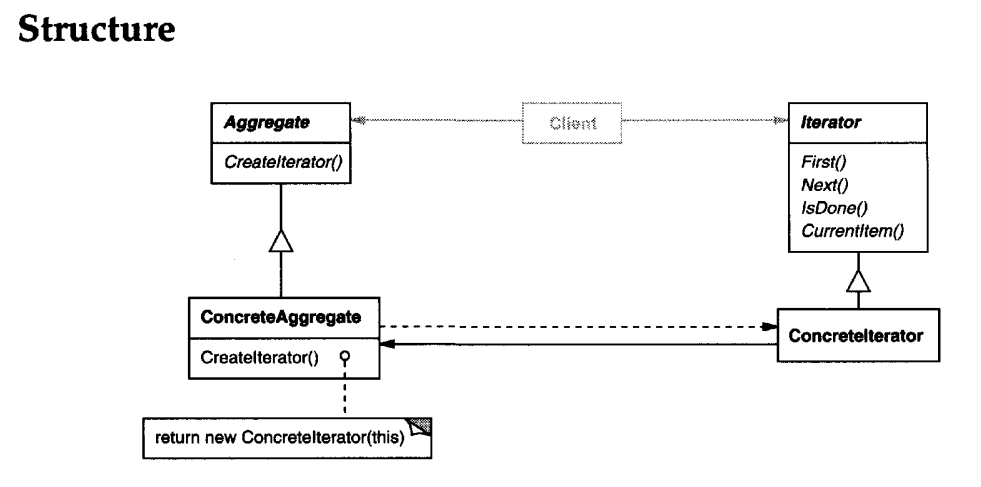 Structure
Aggregate
CreateIterator()
Client
Iterator
First()
Next()
IsDone()
CurrentItem()
ConcreteAggregate
CreateIterator()
ConcreteIterator
return new ConcreteIterator(this)